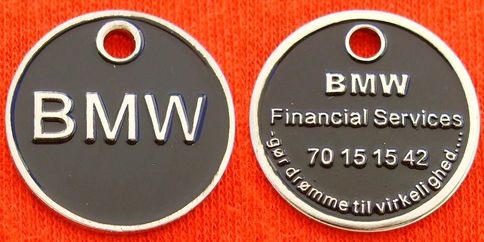 BMW
BMW
Financial Services
70 15 15 42
-gør drømme til virkelighed....